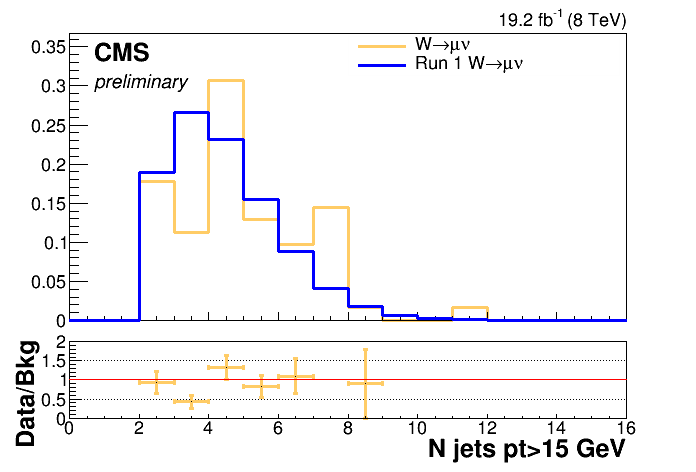 19.2 fb⁻¹ (8 TeV)
CMS
preliminary
W→μν
Run 1 W→μν
0.35
0.3
0.25
0.2
0.15
0.1
0.05
0
Data/Bkg
2
1.5
1
0.5
0
0 2 4 6 8 10 12 14 16
N jets pt>15 GeV